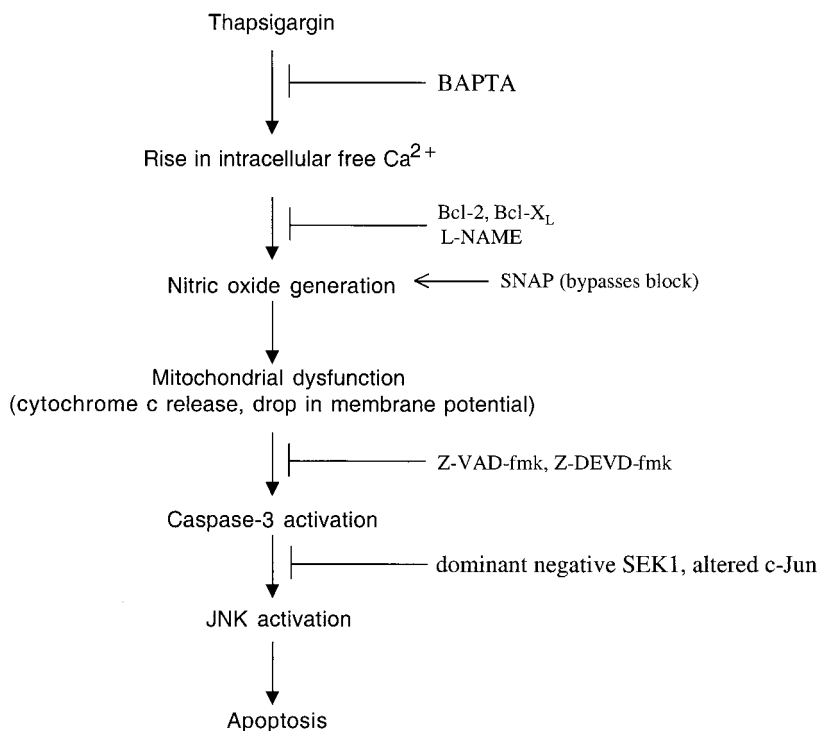 Thapsigargin
BAPTA
Rise in intracellular free Ca2+
Bcl-2, Bcl-XL
L-NAME
Nitric oxide generation
SNAP (bypasses block)
Mitochondrial dysfunction
(cytochrome c release, drop in membrane potential)
Z-VAD-fmk, Z-DEVD-fmk
Caspase-3 activation
dominant negative SEK1, altered c-Jun
JNK activation
Apoptosis